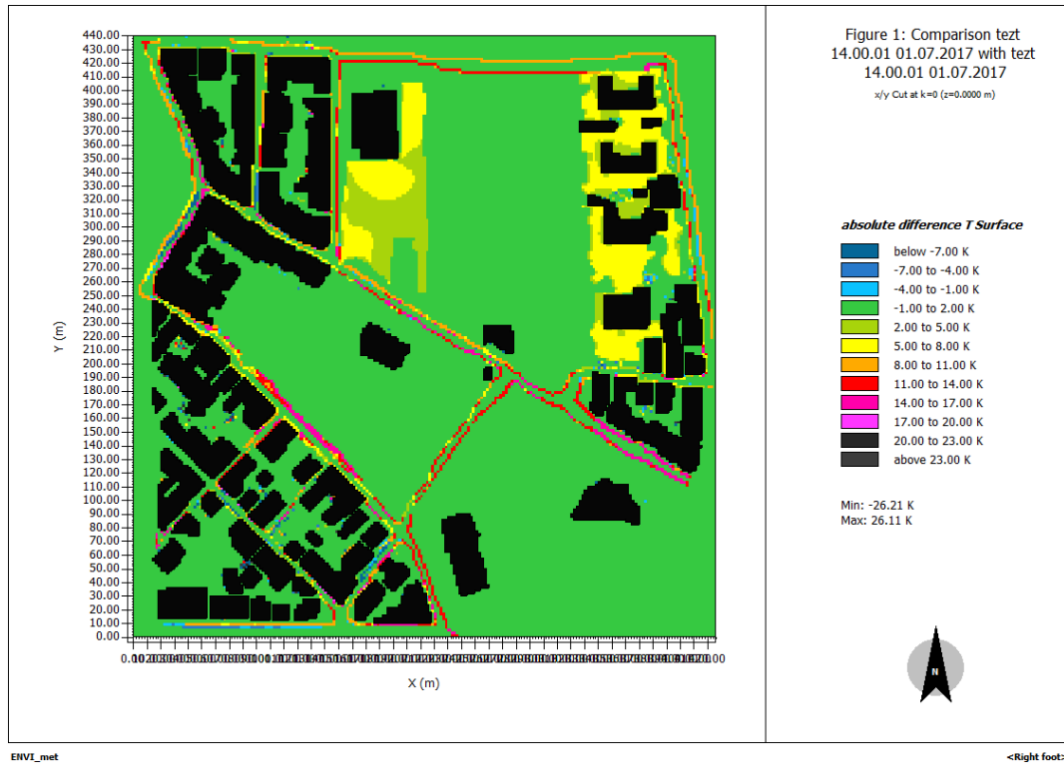 Figure 1: Comparison tezt
14.00.01 01.07.2017 with tezt
14.00.01 01.07.2017
x/y Cut at k=0 (z=0.0000 m)
440.00
430.00
420.00
410.00
400.00
390.00
380.00
370.00
360.00
350.00
340.00
330.00
320.00
310.00
300.00
290.00
280.00
270.00
260.00
250.00
240.00
230.00
220.00
210.00
200.00
190.00
180.00
170.00
160.00
150.00
140.00
130.00
120.00
110.00
100.00
90.00
80.00
70.00
60.00
50.00
40.00
30.00
20.00
10.00
0.00
Y (m)
X (m)
absolute difference T Surface
below -7.00 K
-7.00 to -4.00 K
-4.00 to -1.00 K
-1.00 to 2.00 K
2.00 to 5.00 K
5.00 to 8.00 K
8.00 to 11.00 K
11.00 to 14.00 K
14.00 to 17.00 K
17.00 to 20.00 K
20.00 to 23.00 K
above 23.00 K
Min: -26.21 K
Max: 26.11 K
N
ENVI_met
<Right foot>